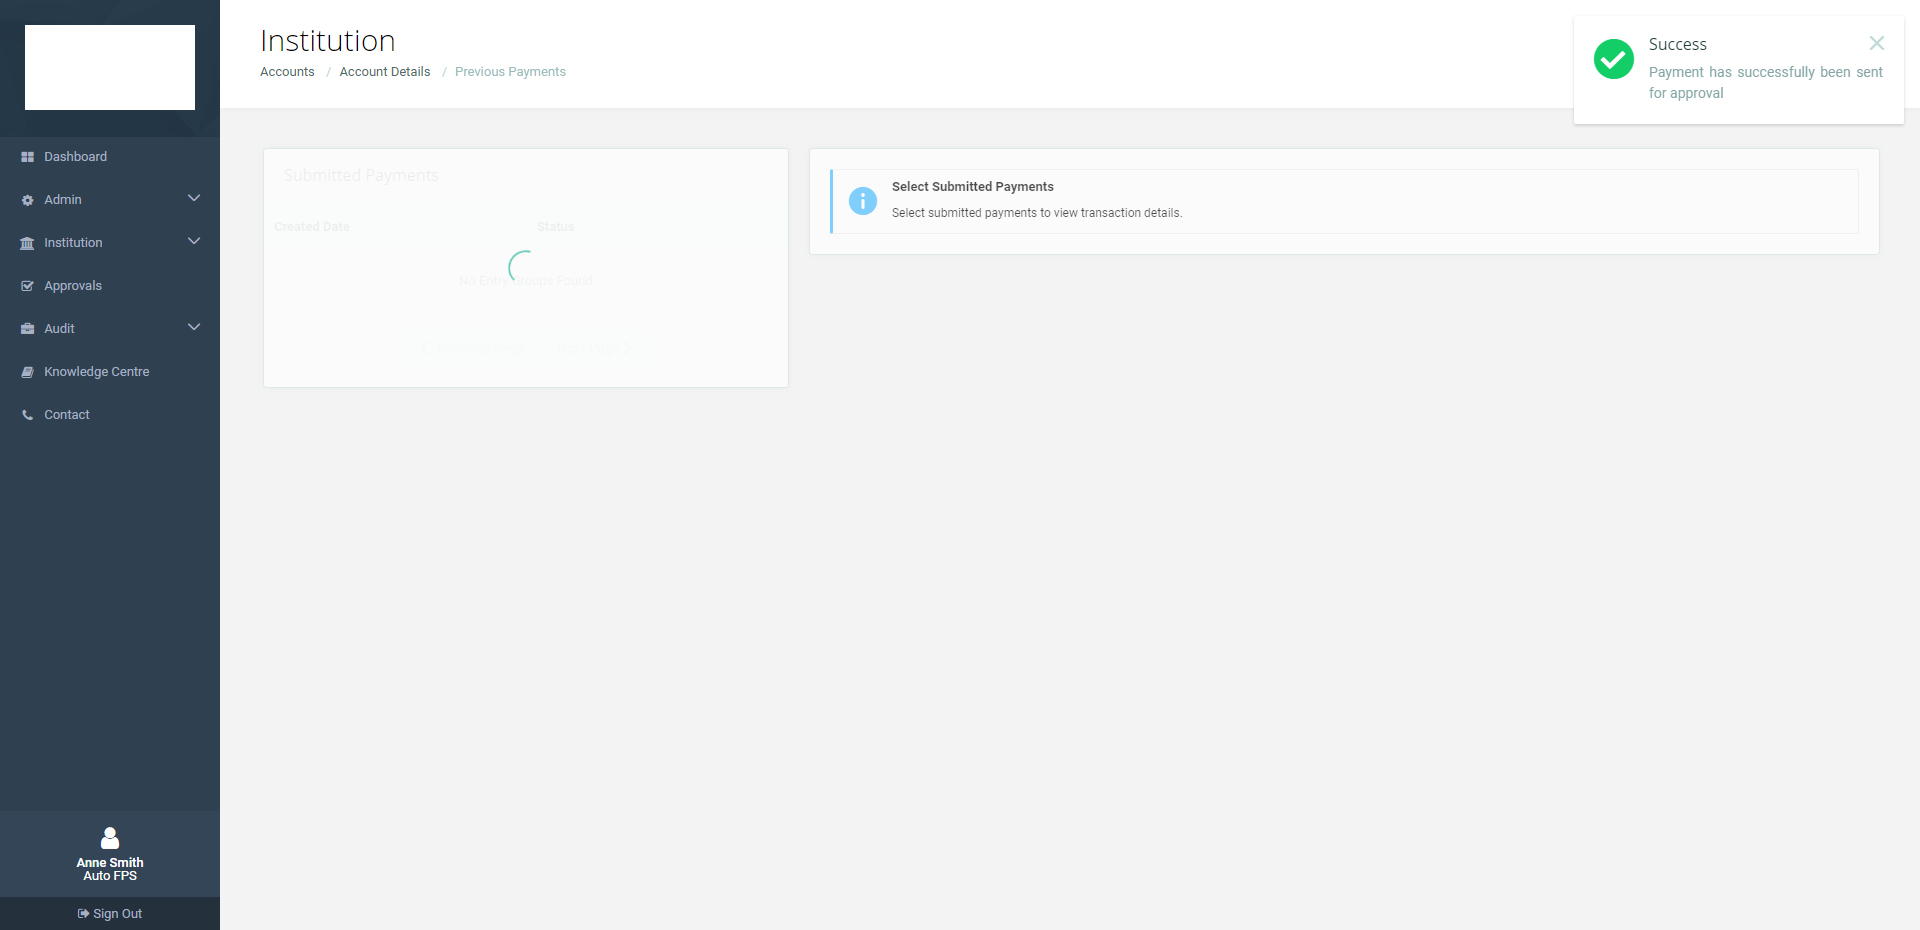 Institution
Accounts / Account Details / Previous Payments
Success
Payment has successfully been sent
for approval
Dashboard
Admin
Institution
Approvals
Audit
Knowledge Centre
Contact
Anne Smith
Auto FPS
Sign Out
Submitted Payments
Created Date Status
No Entry Groups Found
Select Submitted Payments
Select submitted payments to view transaction details.